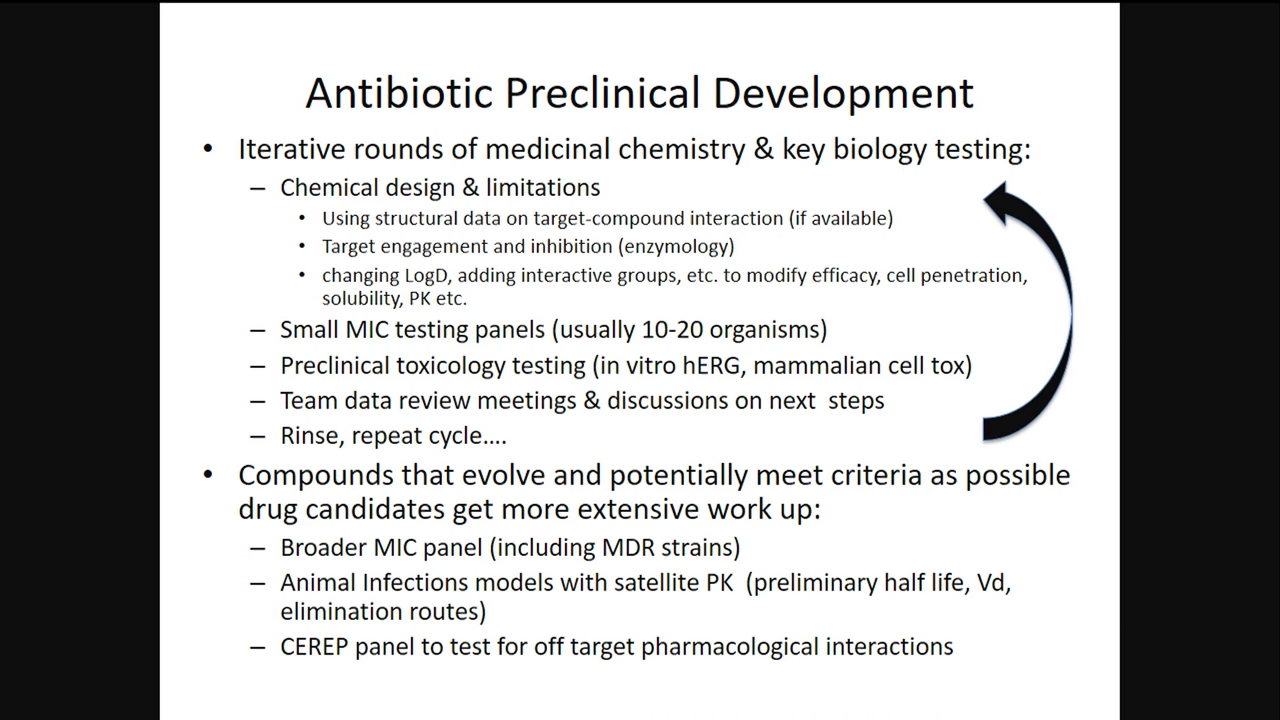 Antibiotic Preclinical Development
• Iterative rounds of medicinal chemistry & key biology testing:
– Chemical design & limitations
• Using structural data on target-compound interaction (if available)
• Target engagement and inhibition (enzymology)
• changing LogD, adding interactive groups, etc. to modify efficacy, cell penetration,
solubility, PK etc.
– Small MIC testing panels (usually 10-20 organisms)
– Preclinical toxicology testing (in vitro hERG, mammalian cell tox)
– Team data review meetings & discussions on next  steps
– Rinse, repeat cycle….
• Compounds that evolve and potentially meet criteria as possible
drug candidates get more extensive work up:
– Broader MIC panel (including MDR strains)
– Animal Infections models with satellite PK  (preliminary half life, Vd,
elimination routes)
– CEREP panel to test for off target pharmacological interactions